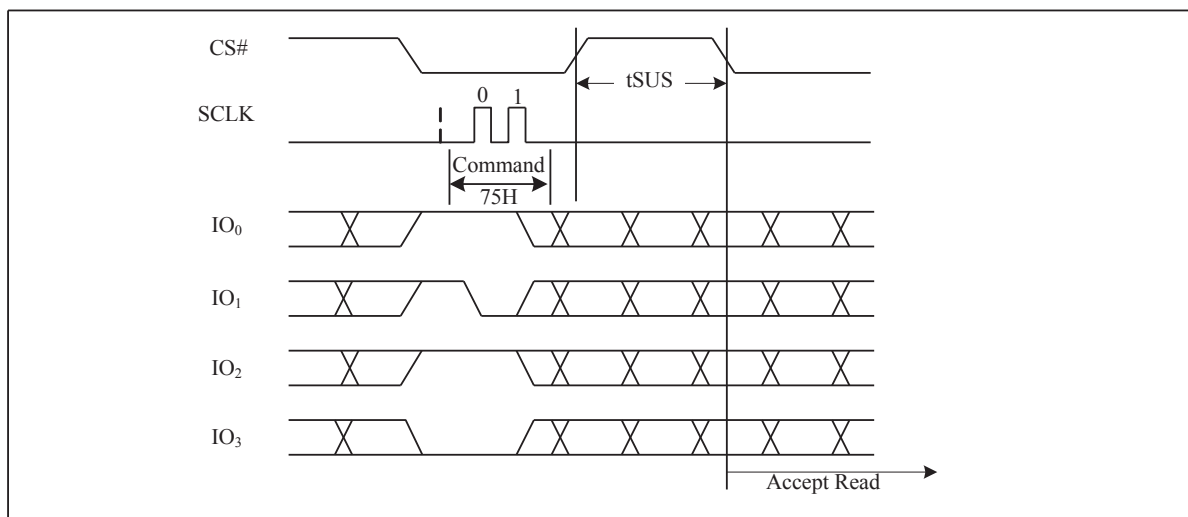 CS#
tSUS
SCLK
0 1
Command
75H
IO₀
IO₁
IO₂
IO₃
Accept Read